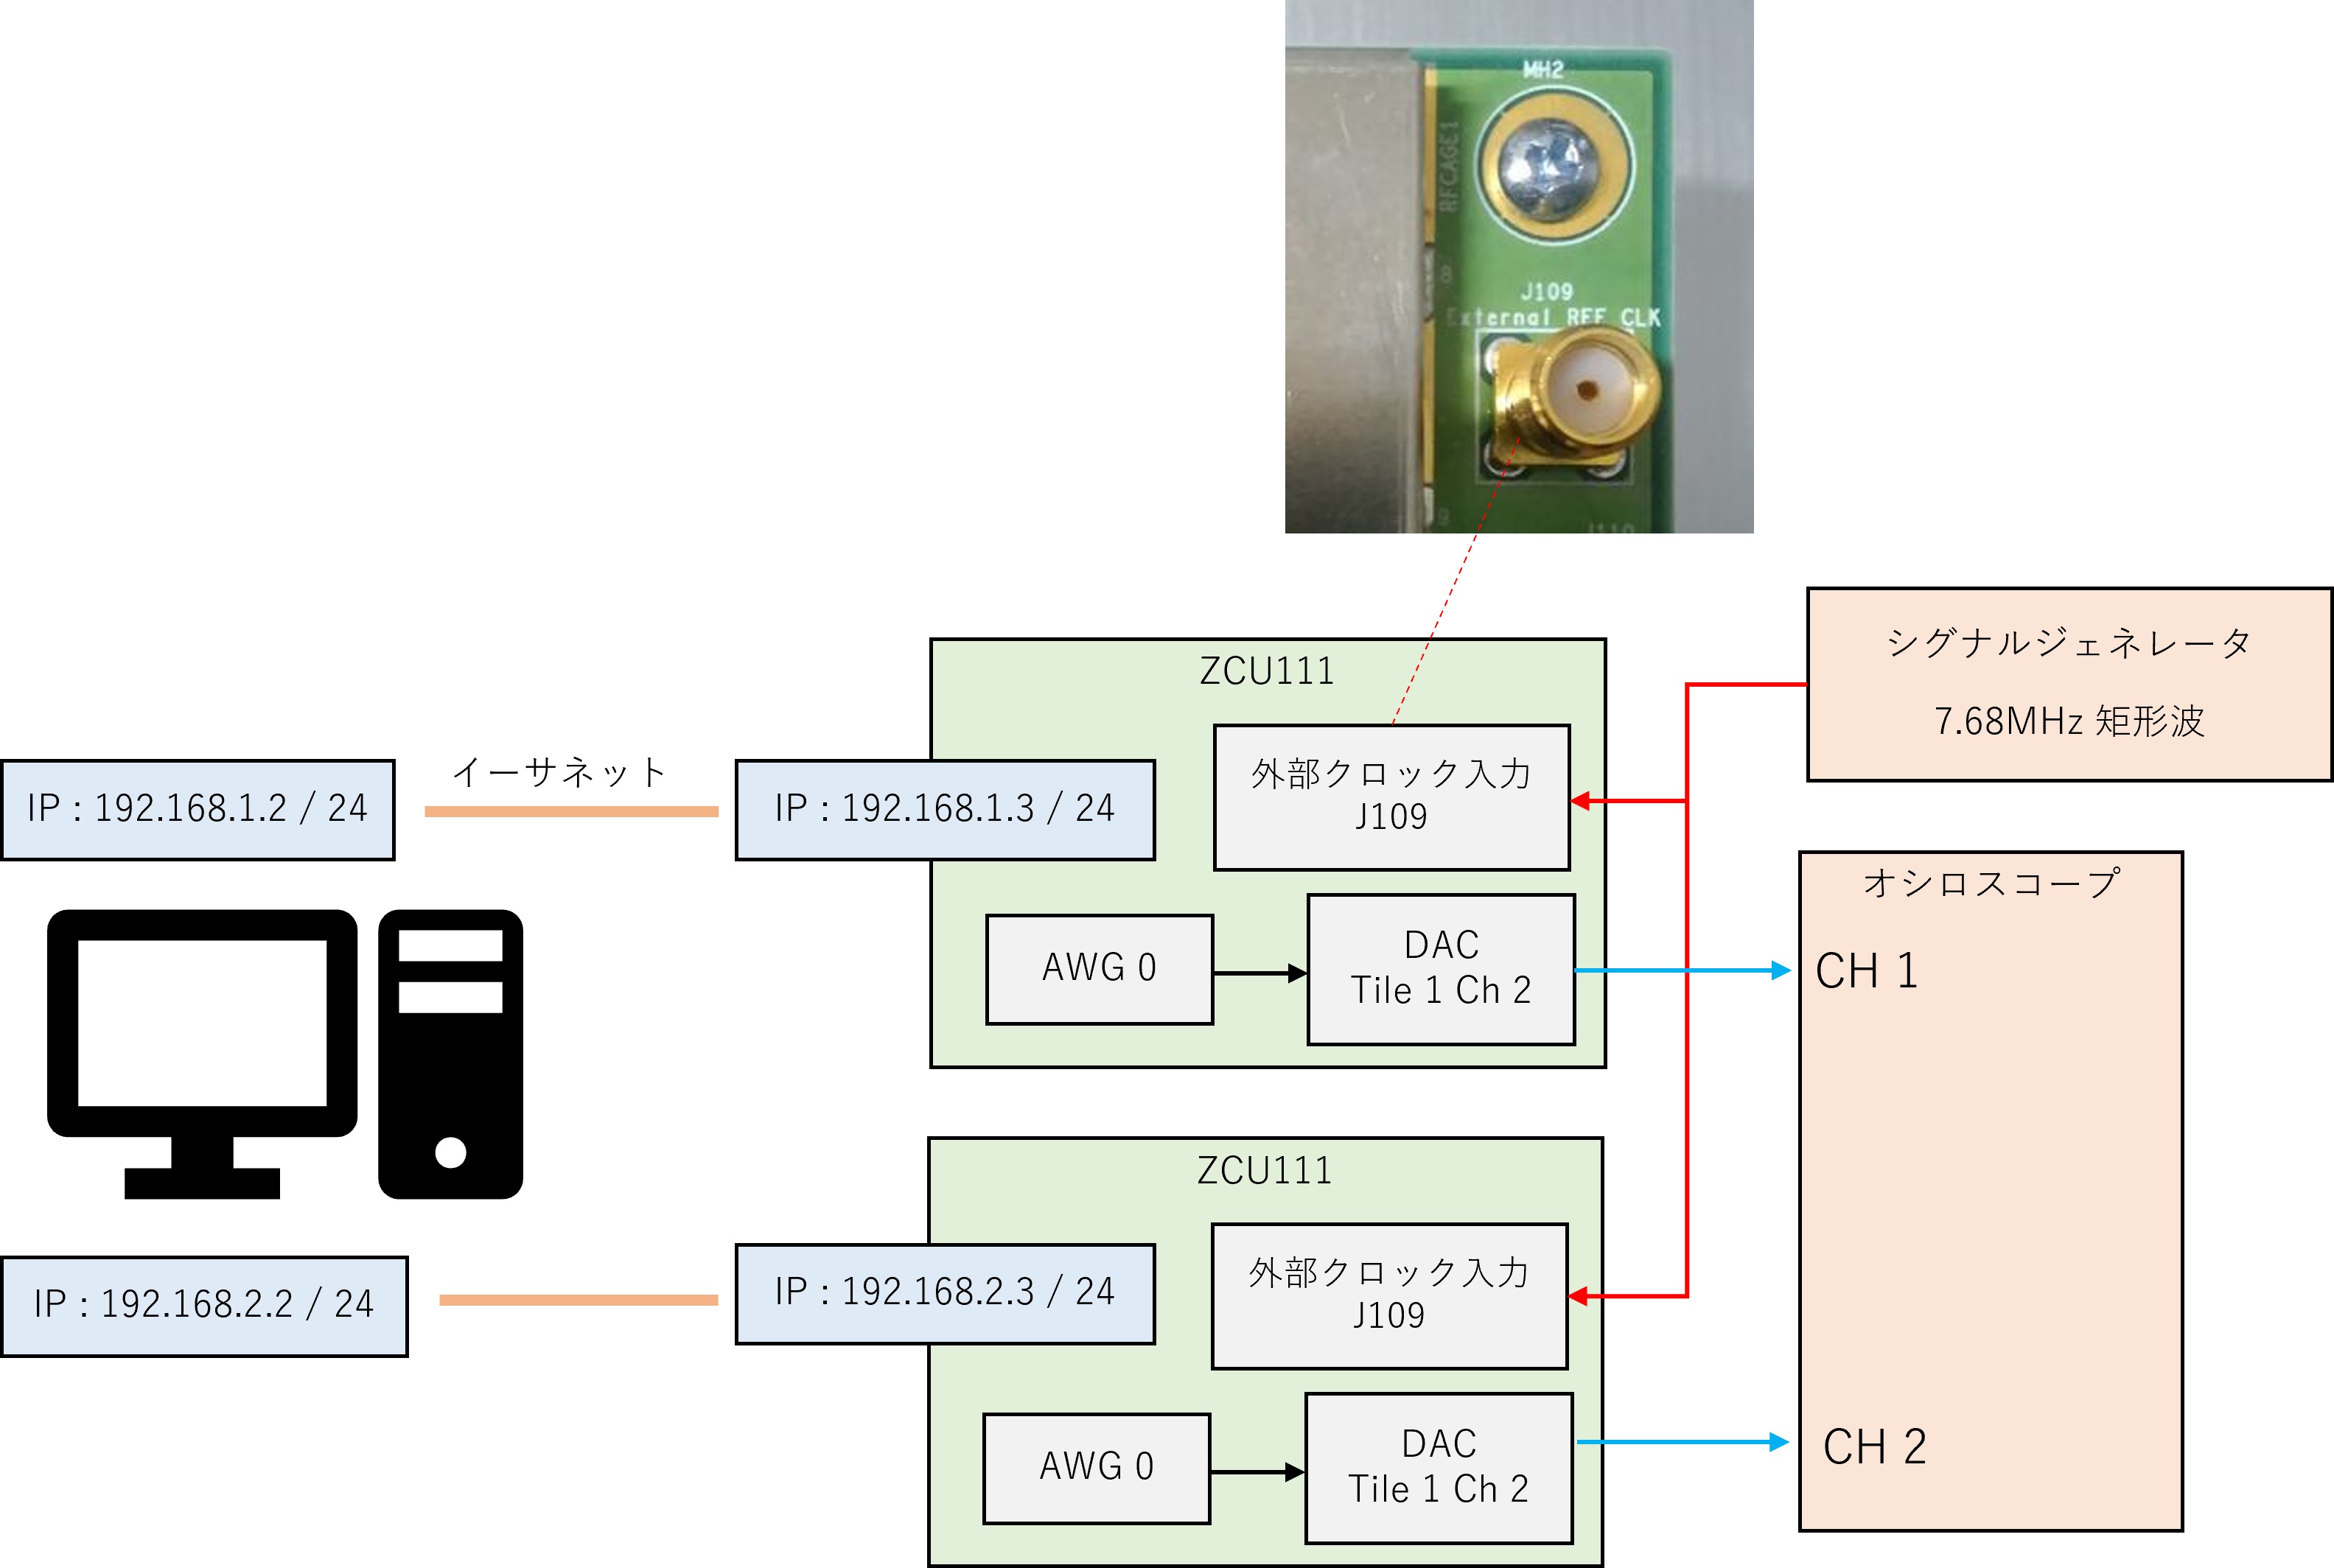 MH2
RFCAGE1
8
J109
External REF CLK
8
J110
シグナルジェネレータ
7.68MHz 矩形波
ZCU111
外部クロック入力
J109
イーサネット
IP : 192.168.1.2 / 24
IP : 192.168.1.3 / 24
オシロスコープ
AWG 0
DAC
Tile 1 Ch 2
CH 1
ZCU111
外部クロック入力
J109
IP : 192.168.2.2 / 24
IP : 192.168.2.3 / 24
AWG 0
DAC
Tile 1 Ch 2
CH 2